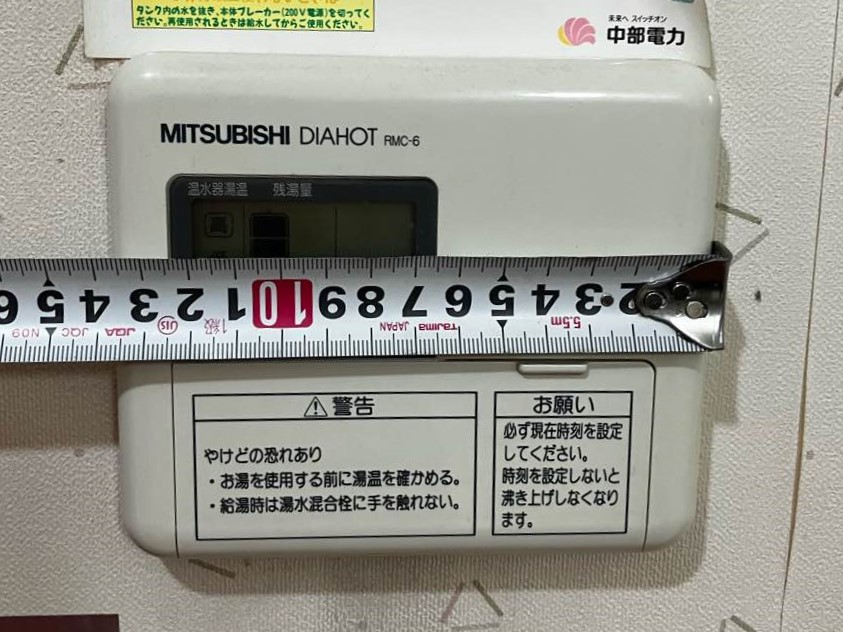 タンク内の水を抜き、本体ブレーカー(200V電源)を切ってください。再使用されるときは給水してからご使用ください。
未来へ スイッチオン
中部電力
MITSUBISHI DIAHOT RMC-6
温水器湯温 残湯量
高
6 5 4 3 2 1 10 9 8 7 6 5 4 3 2
N09 JQC JQA JIS 1級 JAPAN Tajima 5.5m
⚠ 警告
やけどの恐れあり
・お湯を使用する前に湯温を確かめる。
・給湯時は湯水混合栓に手を触れない。
お願い
必ず現在時刻を設定
してください。
時刻を設定しないと
沸き上げしなくなり
ます。